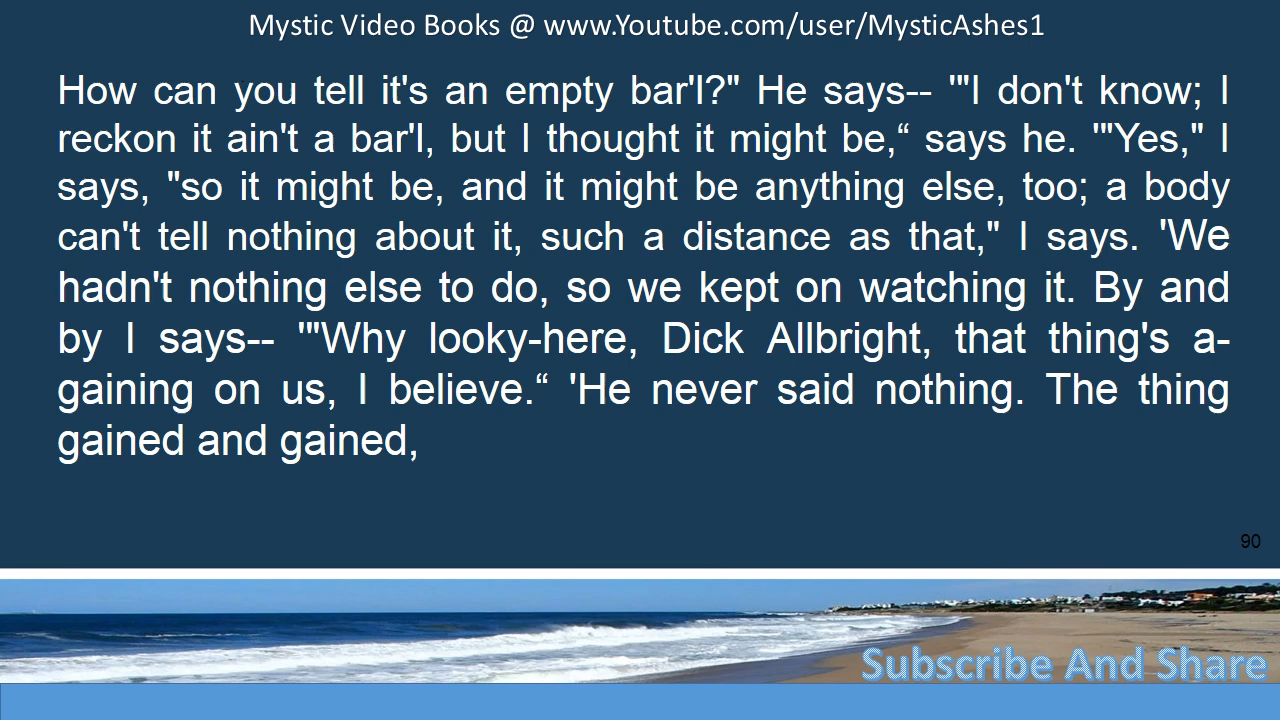 Mystic Video Books @ www.Youtube.com/user/MysticAshes1
How can you tell it's an empty bar'l?" He says-- '"I don't know; I
reckon it ain't a bar'l, but I thought it might be,“ says he. '"Yes," I
says, "so it might be, and it might be anything else, too; a body
can't tell nothing about it, such a distance as that," I says. 'We
hadn't nothing else to do, so we kept on watching it. By and
by I says-- '"Why looky-here, Dick Allbright, that thing's a-
gaining on us, I believe.“ 'He never said nothing. The thing
gained and gained,
90
Subscribe And Share